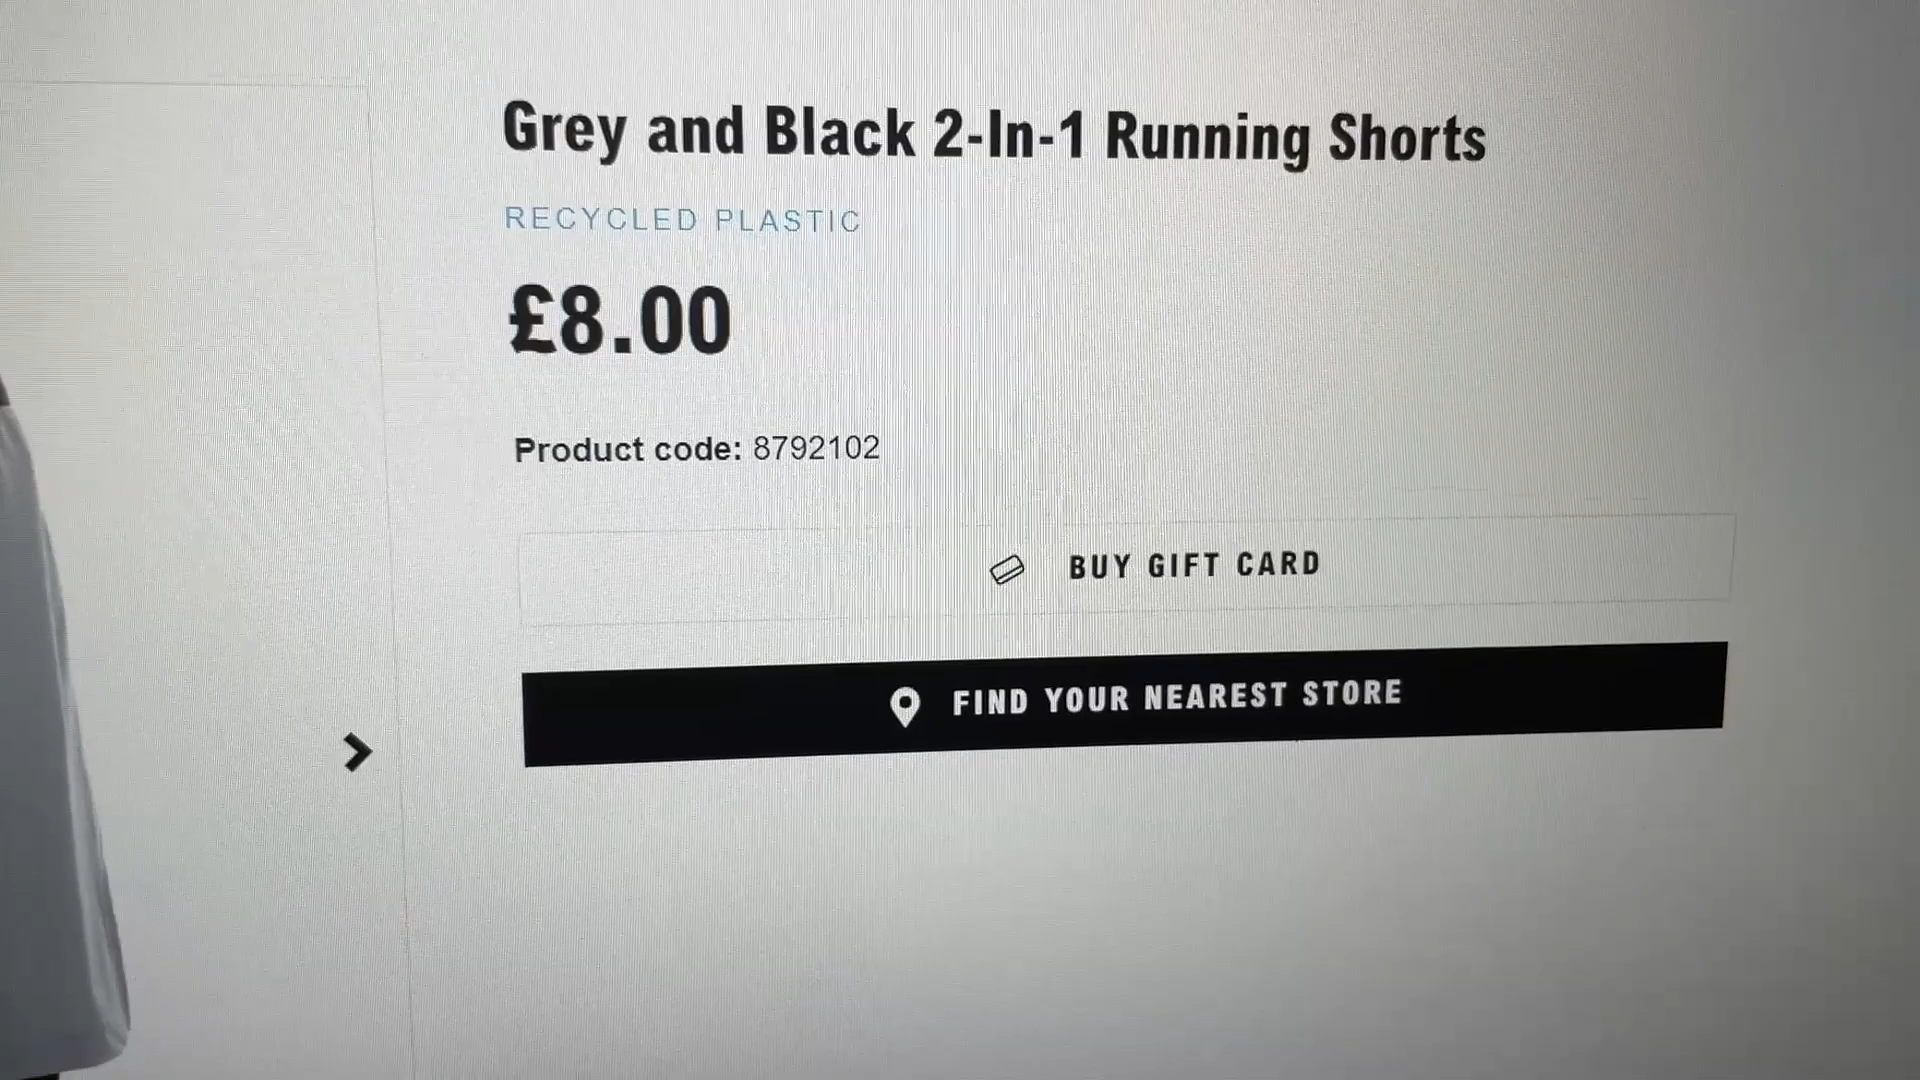 Grey and Black 2-In-1 Running Shorts
RECYCLED PLASTIC
£8.00
Product code: 8792102
BUY GIFT CARD
FIND YOUR NEAREST STORE